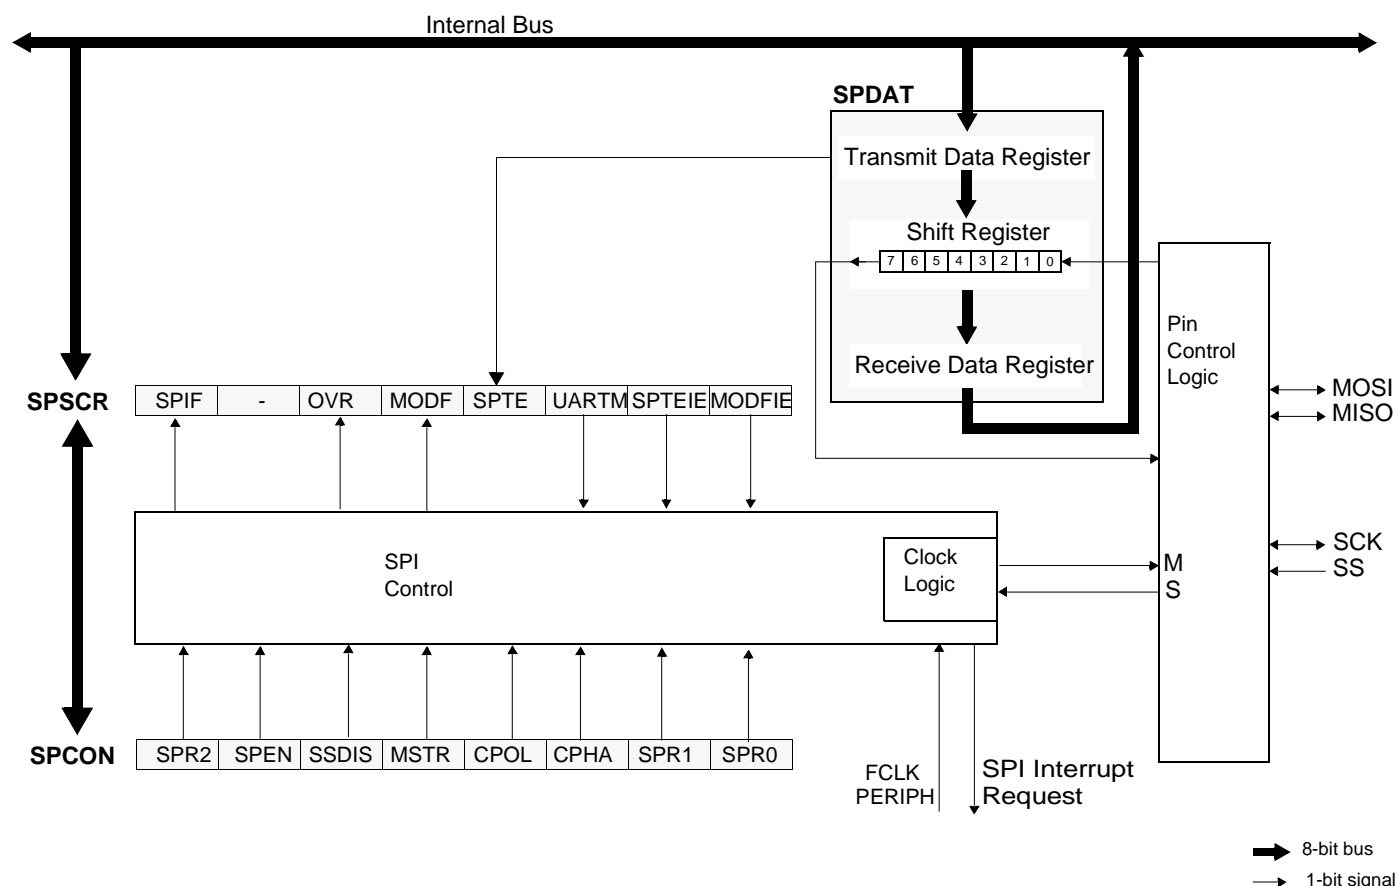 Internal Bus
SPDAT
Transmit Data Register
Shift Register
7 6 5 4 3 2 1 0
Receive Data Register
Pin
Control
Logic
MOSI
MISO
SCK
SS
M
S
SPSCR
SPIF - OVR MODF SPTE UARTM SPTEIE MODFIE
SPI
Control
Clock
Logic
SPCON
SPR2 SPEN SSDIS MSTR CPOL CPHA SPR1 SPR0
FCLK
PERIPH
SPI Interrupt
Request
8-bit bus
1-bit signal